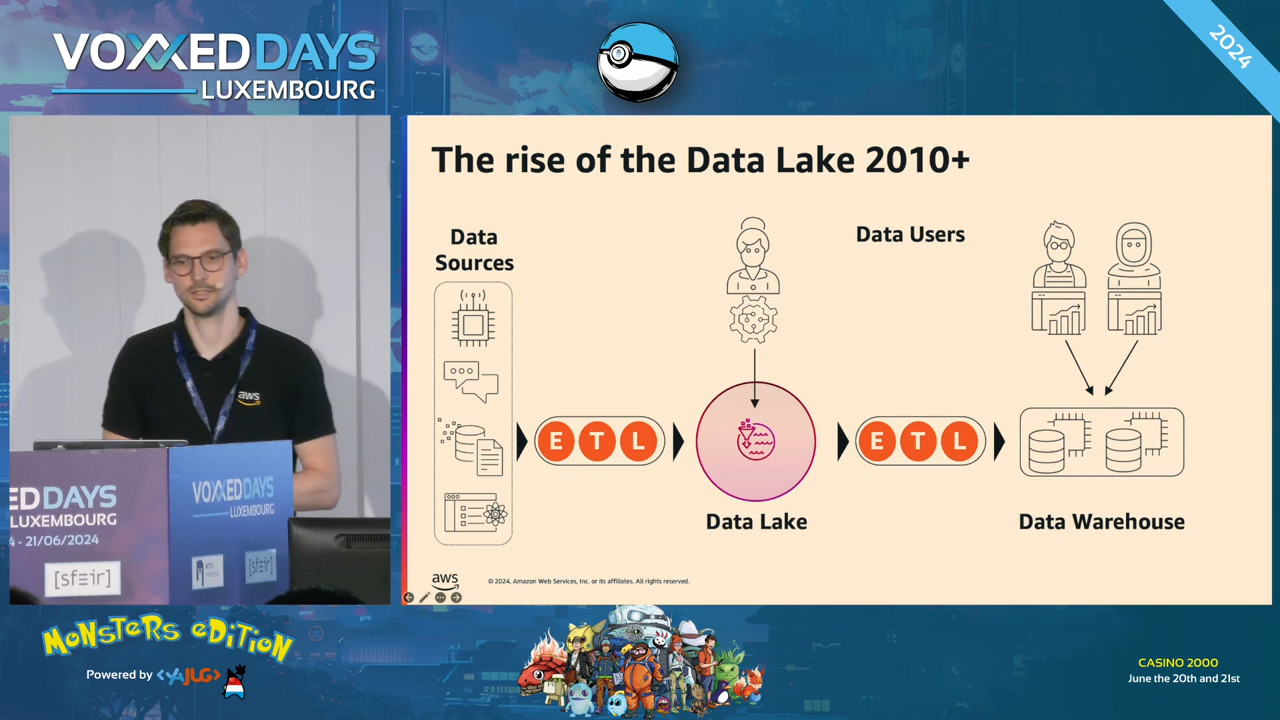 VOXXEDDAYS
LUXEMBOURG
2024
The rise of the Data Lake 2010+
Data
Sources
Data Users
E T L
E T L
Data Lake
Data Warehouse
aws
© 2024, Amazon Web Services, Inc. or its affiliates. All rights reserved.
aws
EDDAYS
LUXEMBOURG
4 - 21/06/2024
[sfeir]
VOXXEDDAYS
LUXEMBOURG
[sfeir]
MONSTERS EDITION
Powered by <YAJUG>
CASINO 2000
June the 20th and 21st